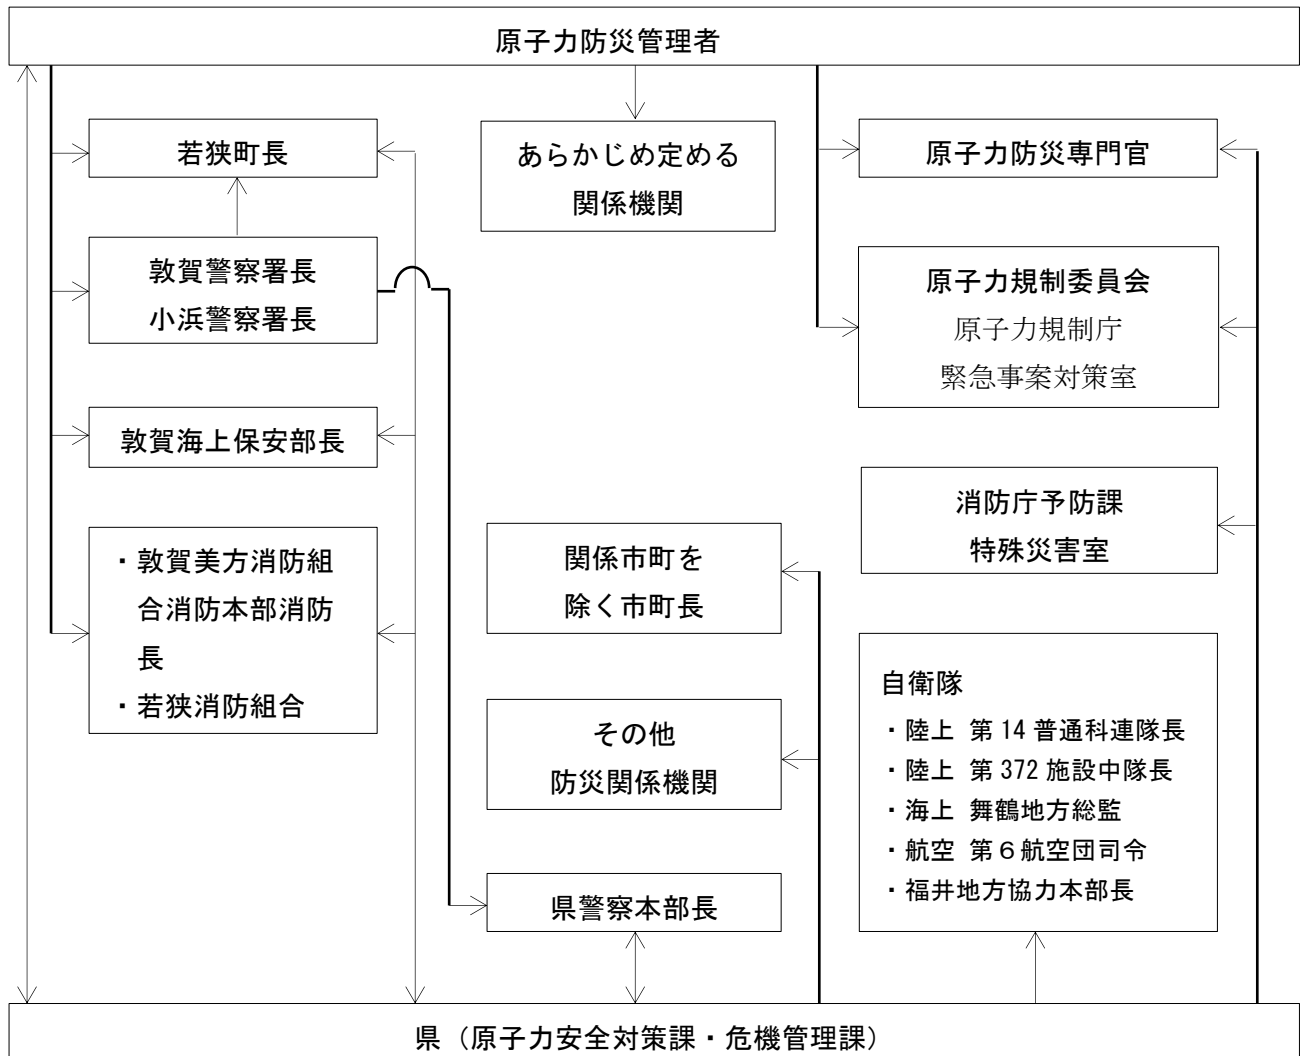 原子力防災管理者
若狭町長
敦賀警察署長
小浜警察署長
敦賀海上保安部長
・敦賀美方消防組
合消防本部消防
長
・若狭消防組合
あらかじめ定める
関係機関
関係市町を
除く市町長
その他
防災関係機関
県警察本部長
原子力防災専門官
原子力規制委員会
原子力規制庁
緊急事案対策室
消防庁予防課
特殊災害室
自衛隊
・陸上 第14普通科連隊長
・陸上 第372施設中隊長
・海上 舞鶴地方総監
・航空 第６航空団司令
・福井地方協力本部長
県（原子力安全対策課・危機管理課）